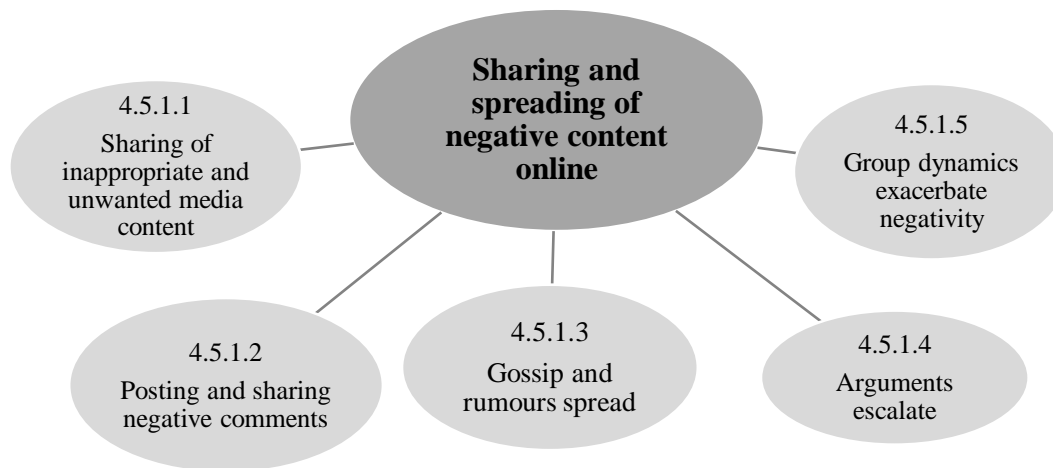 Sharing and
spreading of
negative content
online
4.5.1.1
Sharing of
inappropriate and
unwanted media
content
4.5.1.2
Posting and sharing
negative comments
4.5.1.3
Gossip and
rumours spread
4.5.1.4
Arguments
escalate
4.5.1.5
Group dynamics
exacerbate
negativity